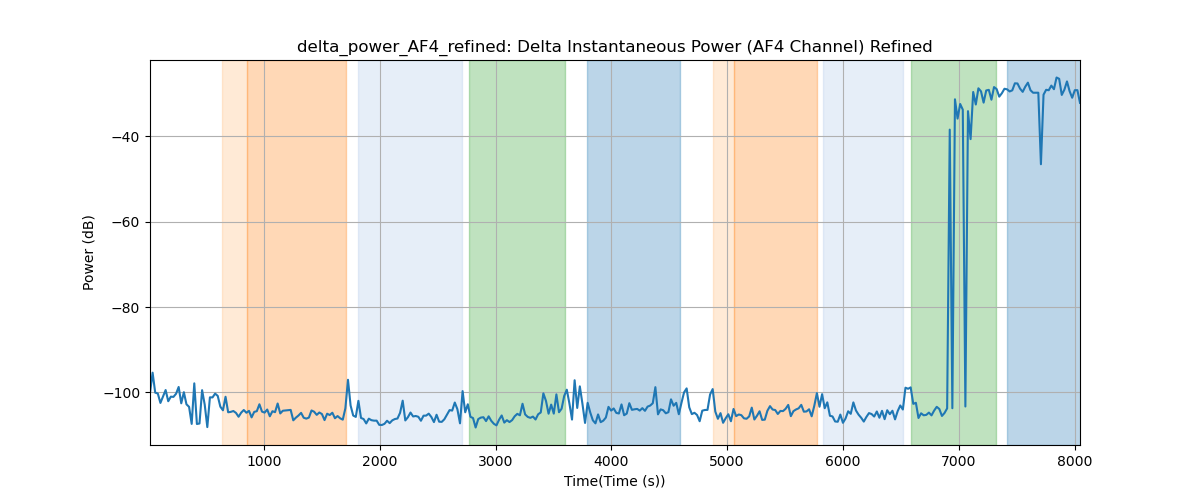 delta_power_AF4_refined: Delta Instantaneous Power (AF4 Channel) Refined
Power (dB)
−40
−60
−80
−100
1000 2000 3000 4000 5000 6000 7000 8000
Time(Time (s))